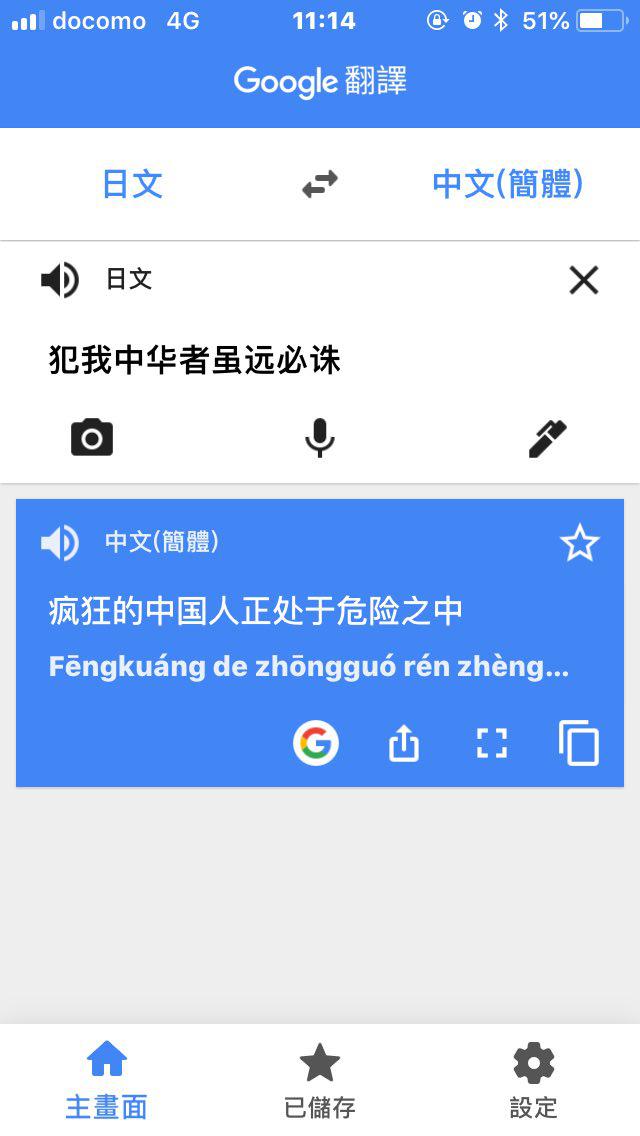 docomo 4G 11:14 51%
Google 翻譯
日文 中文(簡體)
日文
犯我中华者虽远必诛
中文(簡體)
疯狂的中国人正处于危险之中
Fēngkuáng de zhōngguó rén zhèng...
主畫面 已儲存 設定